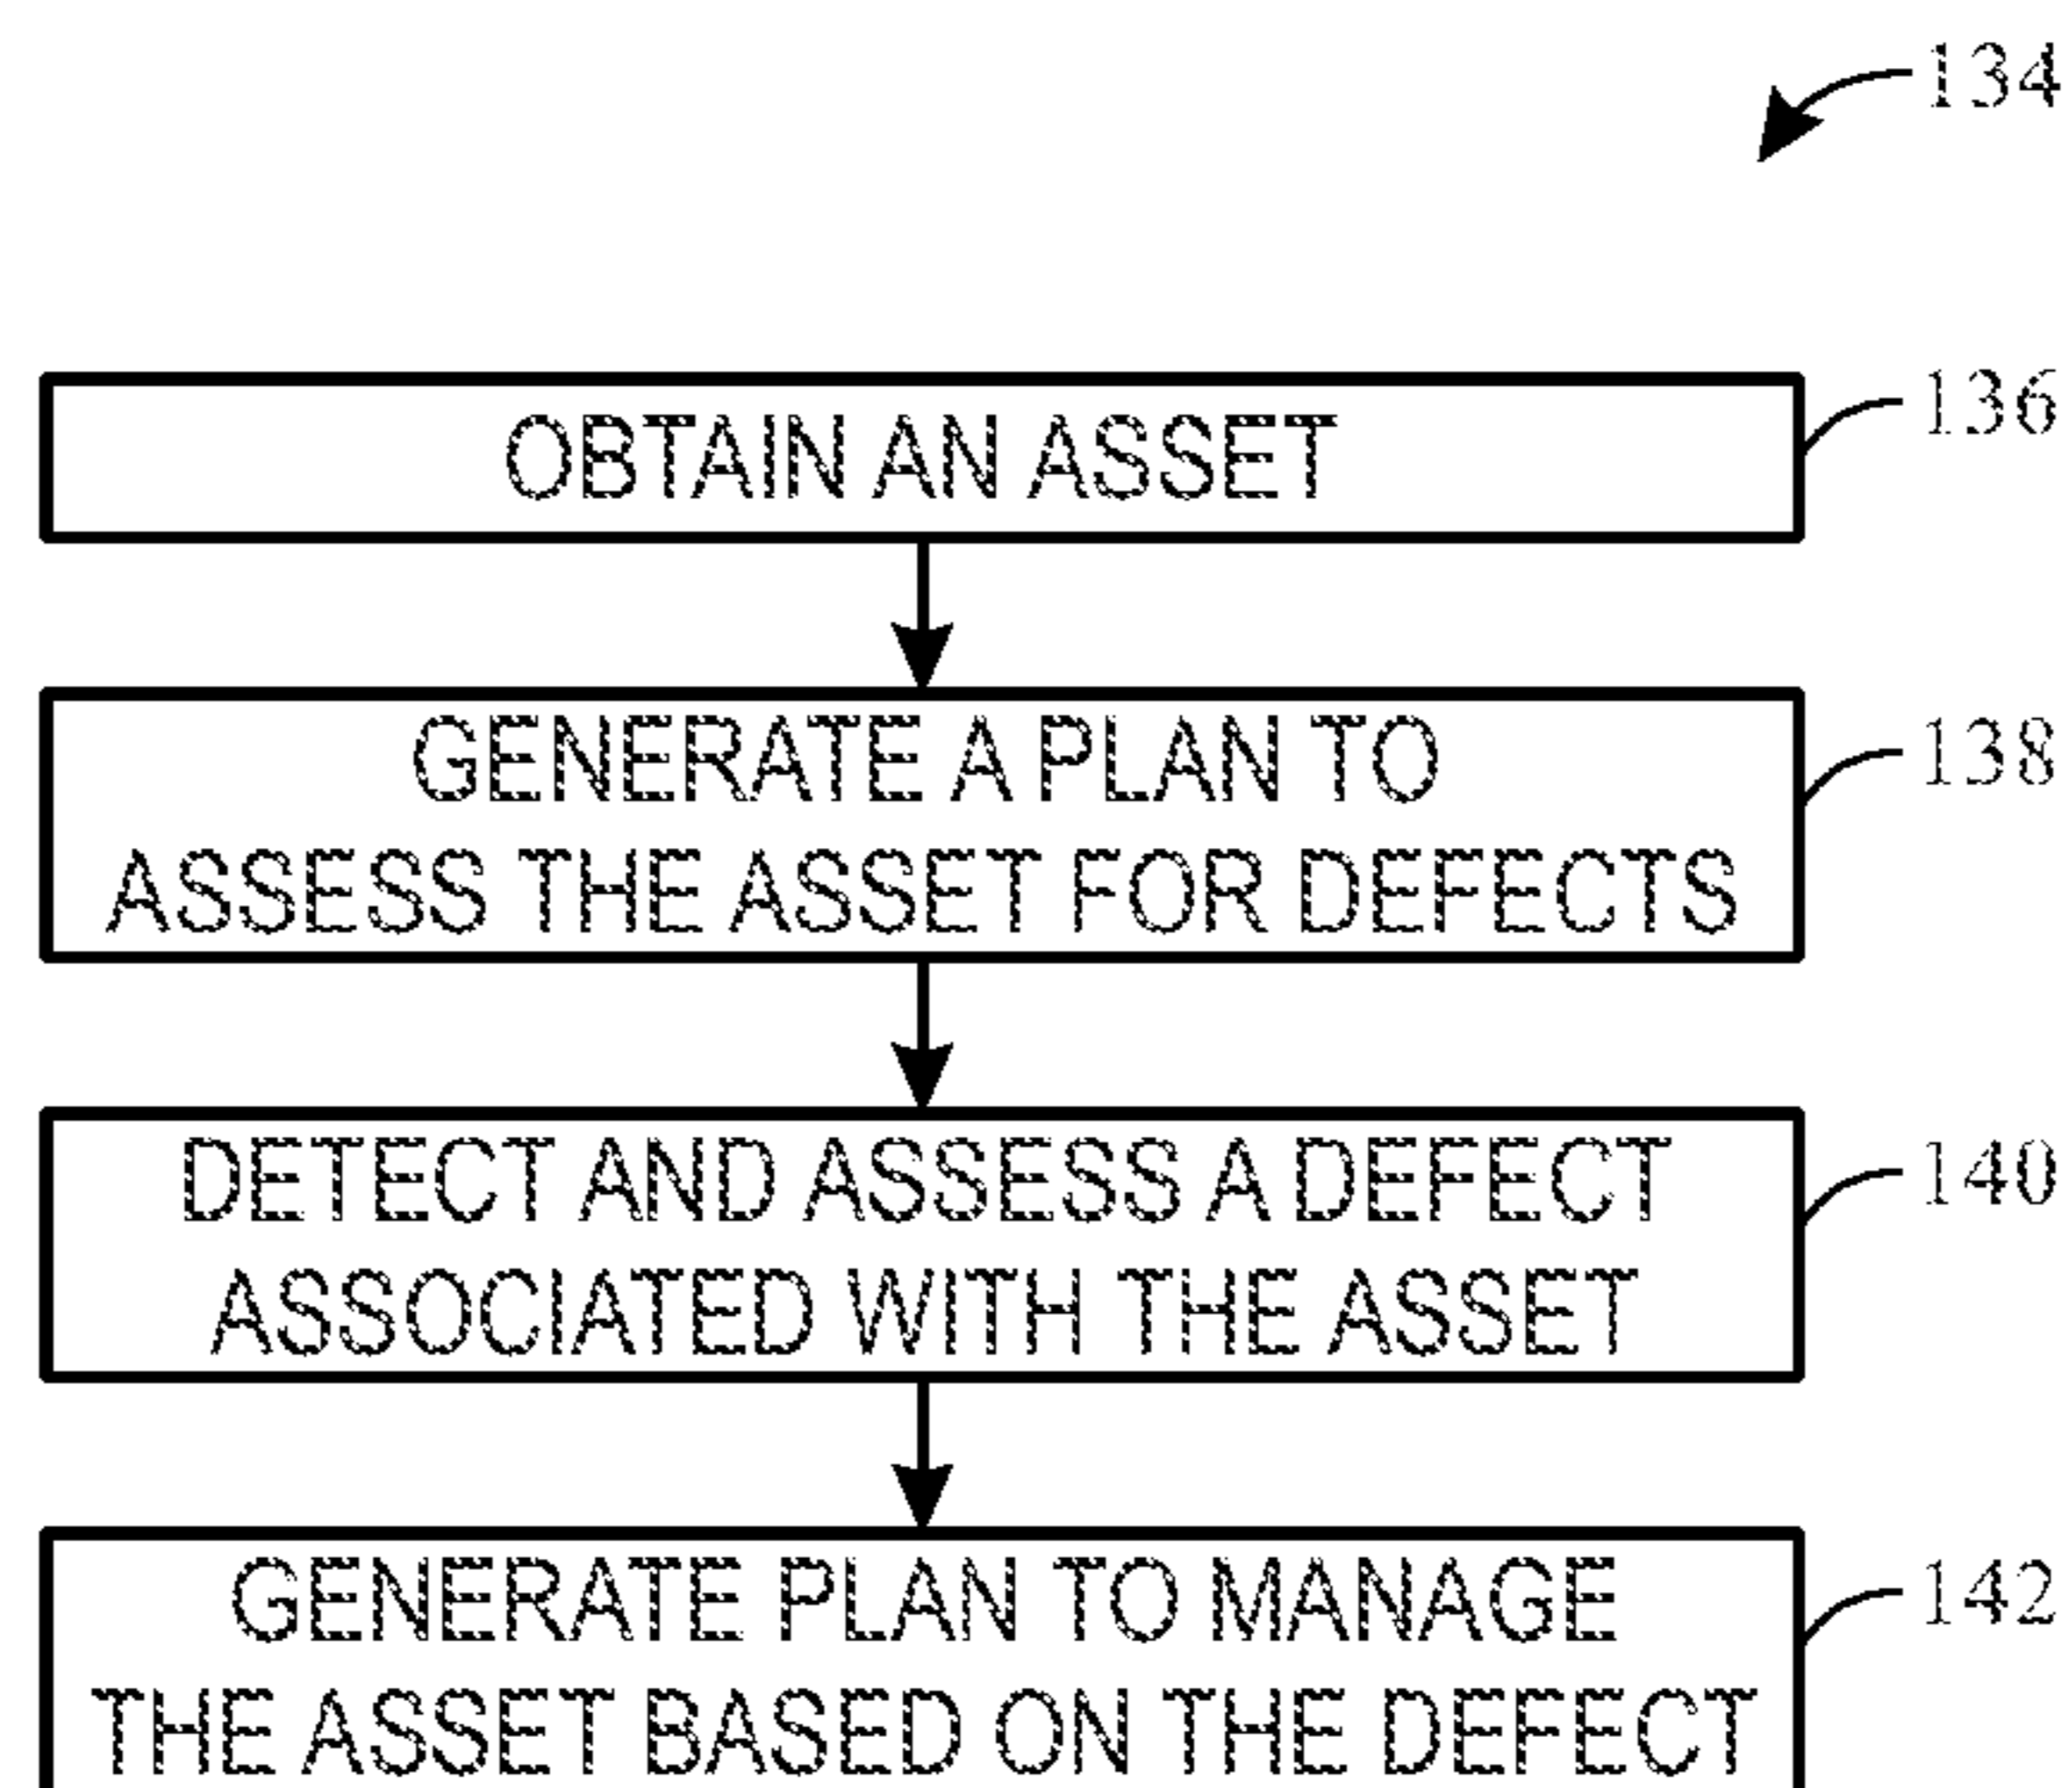 134
OBTAIN AN ASSET
136
GENERATE A PLAN TO
ASSESS THE ASSET FOR DEFECTS
138
DETECT AND ASSESS A DEFECT
ASSOCIATED WITH THE ASSET
140
GENERATE PLAN TO MANAGE
THE ASSET BASED ON THE DEFECT
142